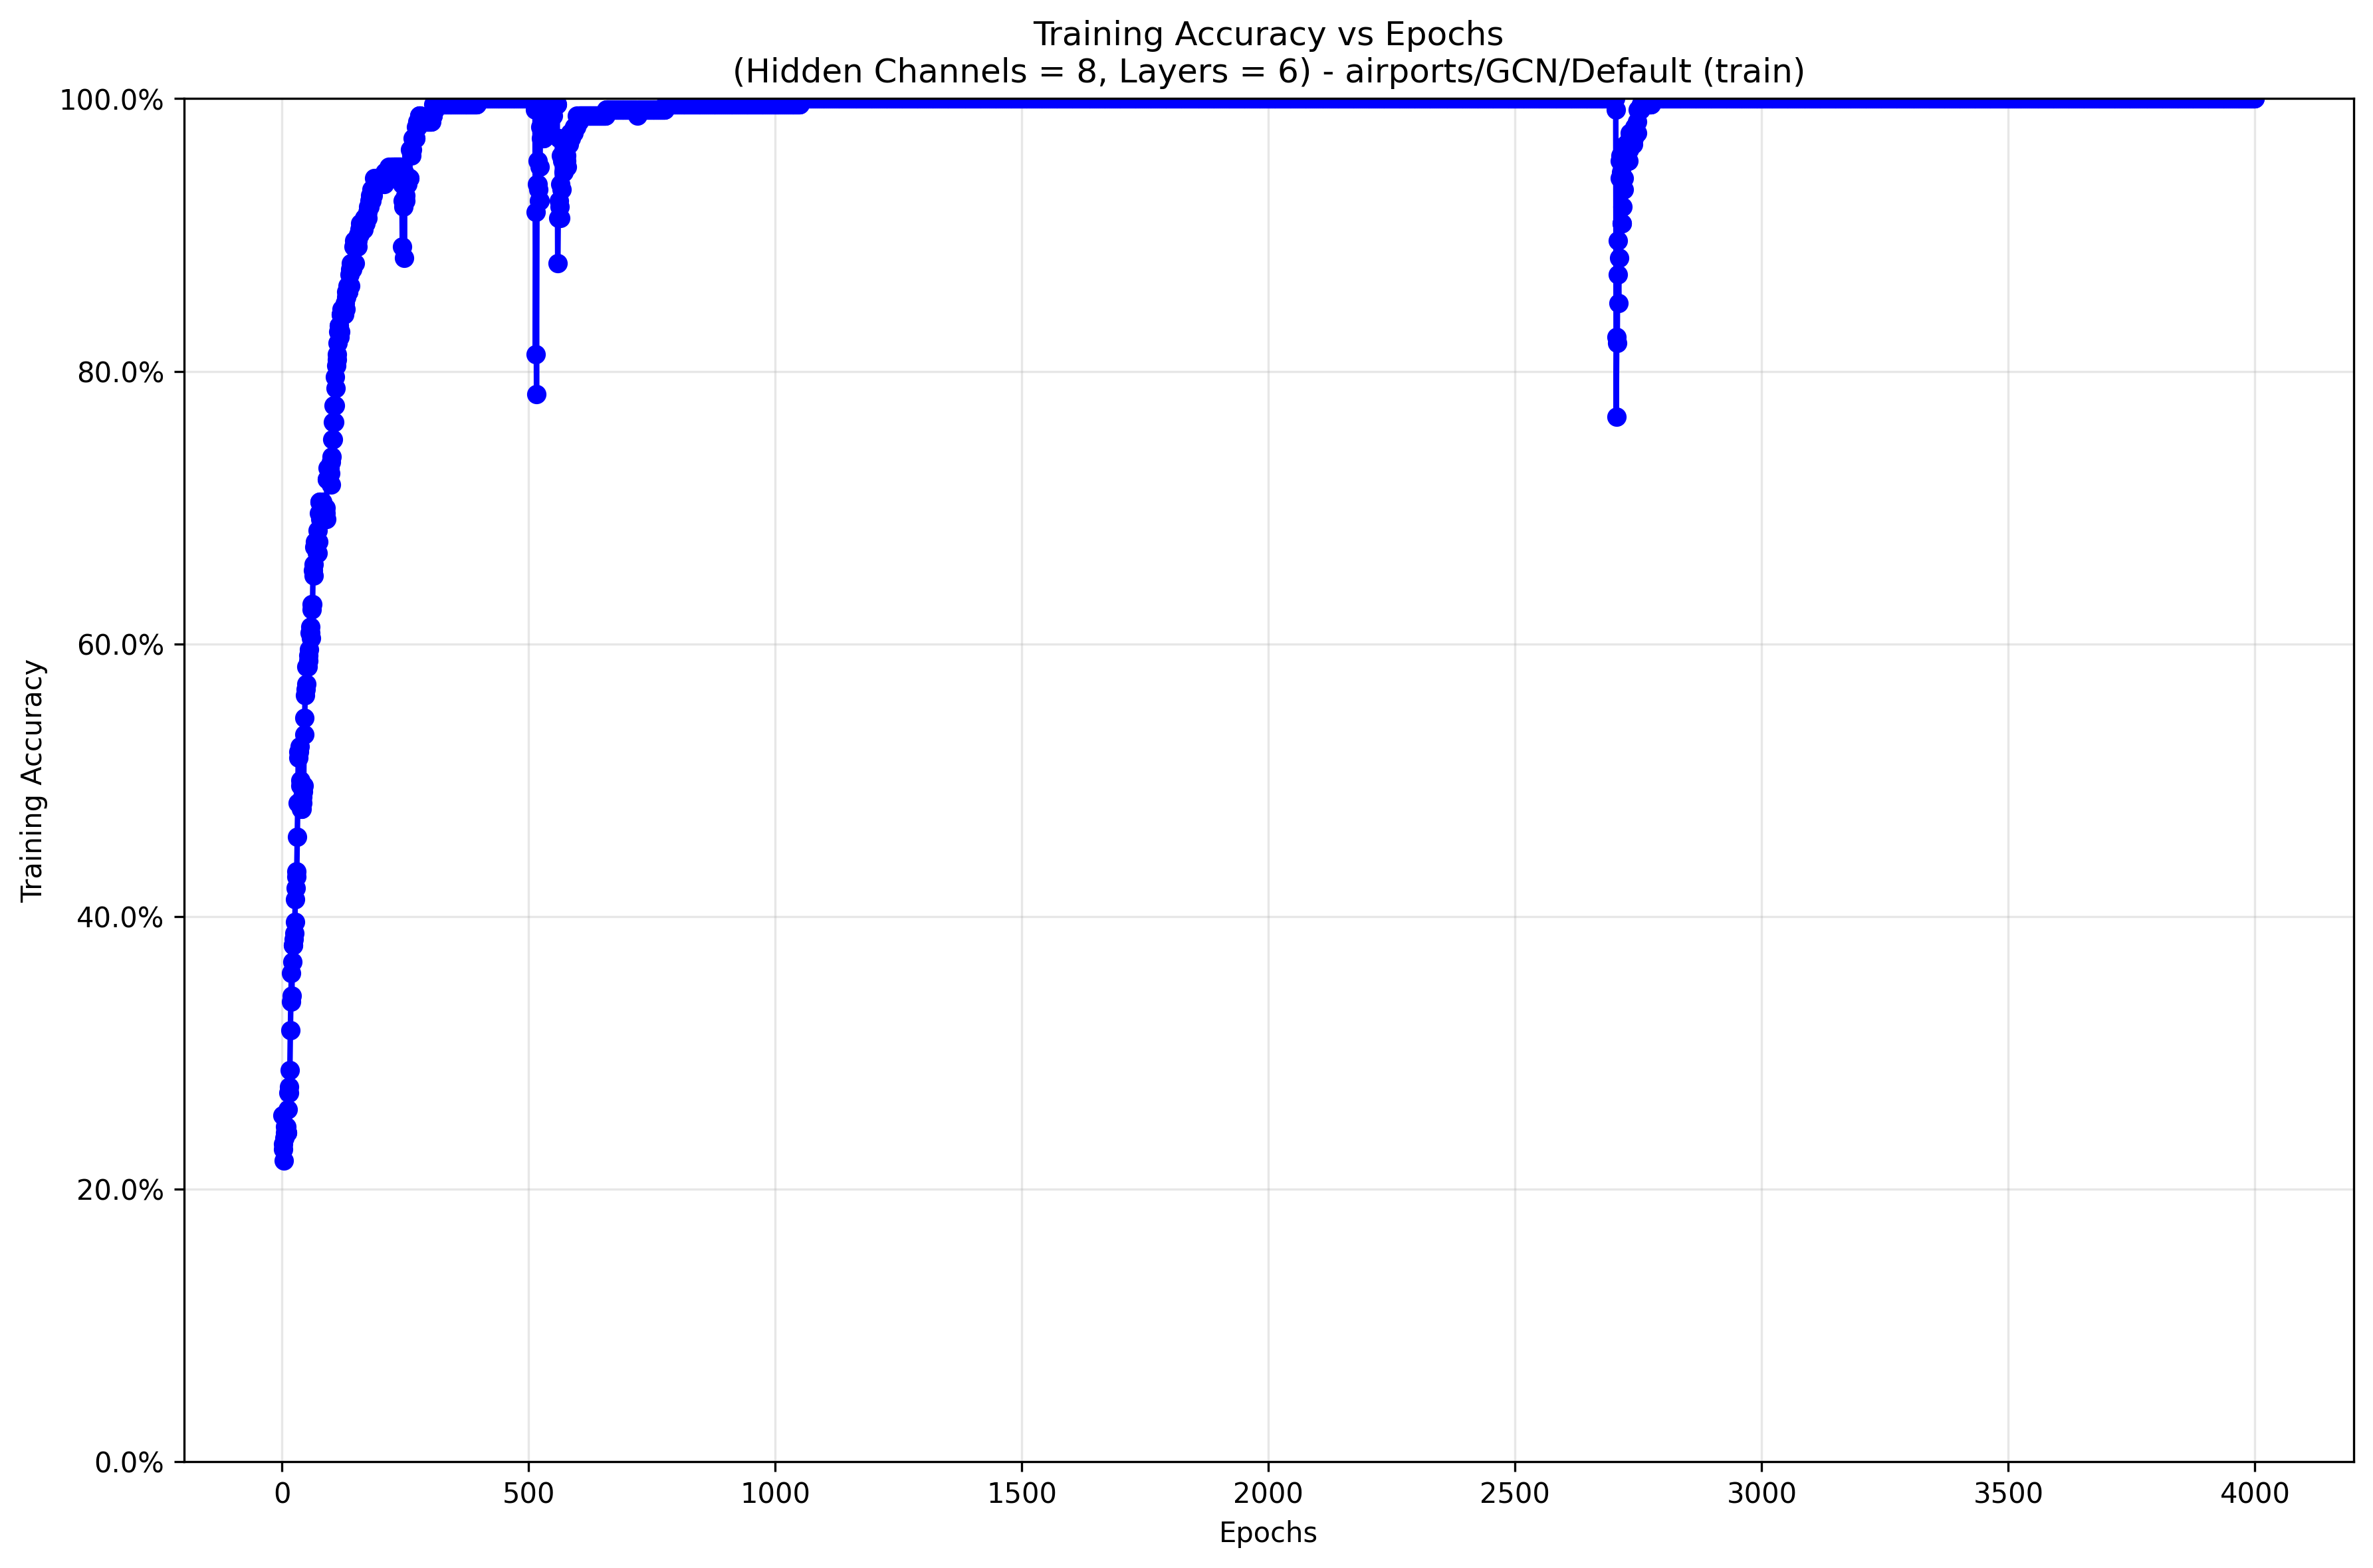 Training Accuracy vs Epochs
(Hidden Channels = 8, Layers = 6) - airports/GCN/Default (train)
100.0%
80.0%
60.0%
40.0%
20.0%
0.0%
Training Accuracy
0 500 1000 1500 2000 2500 3000 3500 4000
Epochs